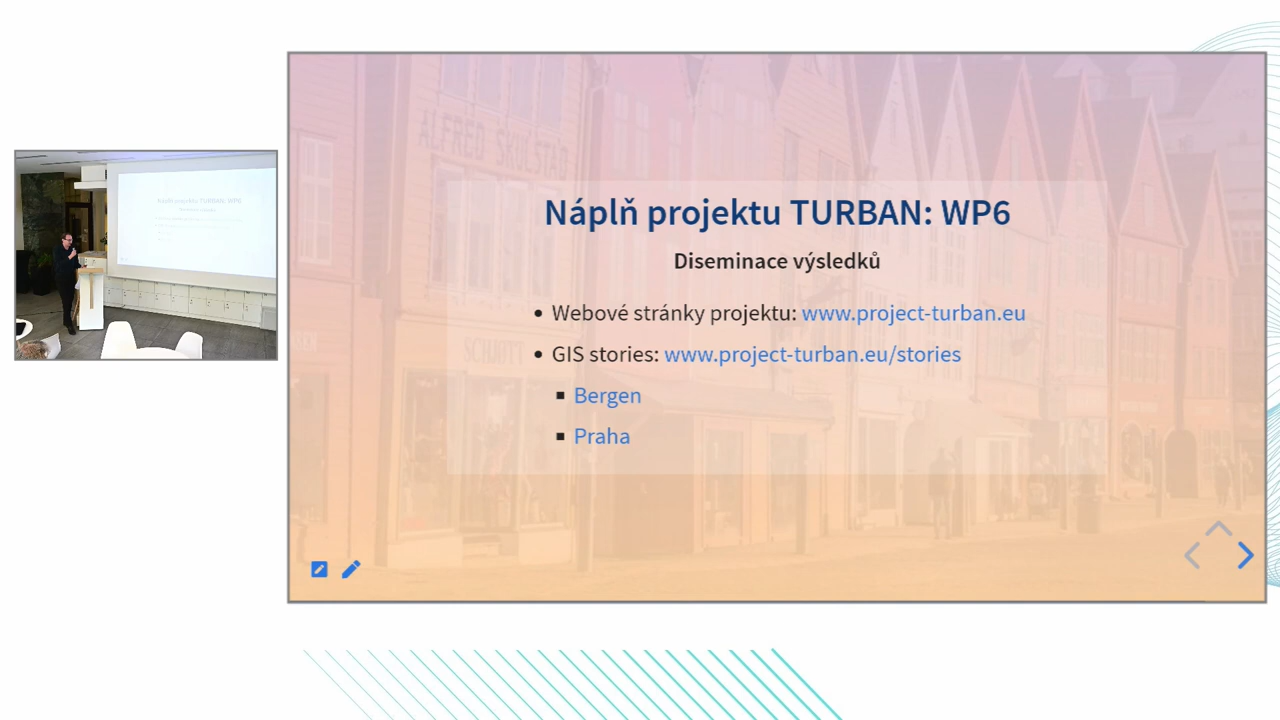 ALFRED SKULSTAD
Náplň projektu TURBAN: WP6
Diseminace výsledků
Webové stránky projektu: www.project-turban.eu
GIS stories: www.project-turban.eu/stories
Bergen
Praha